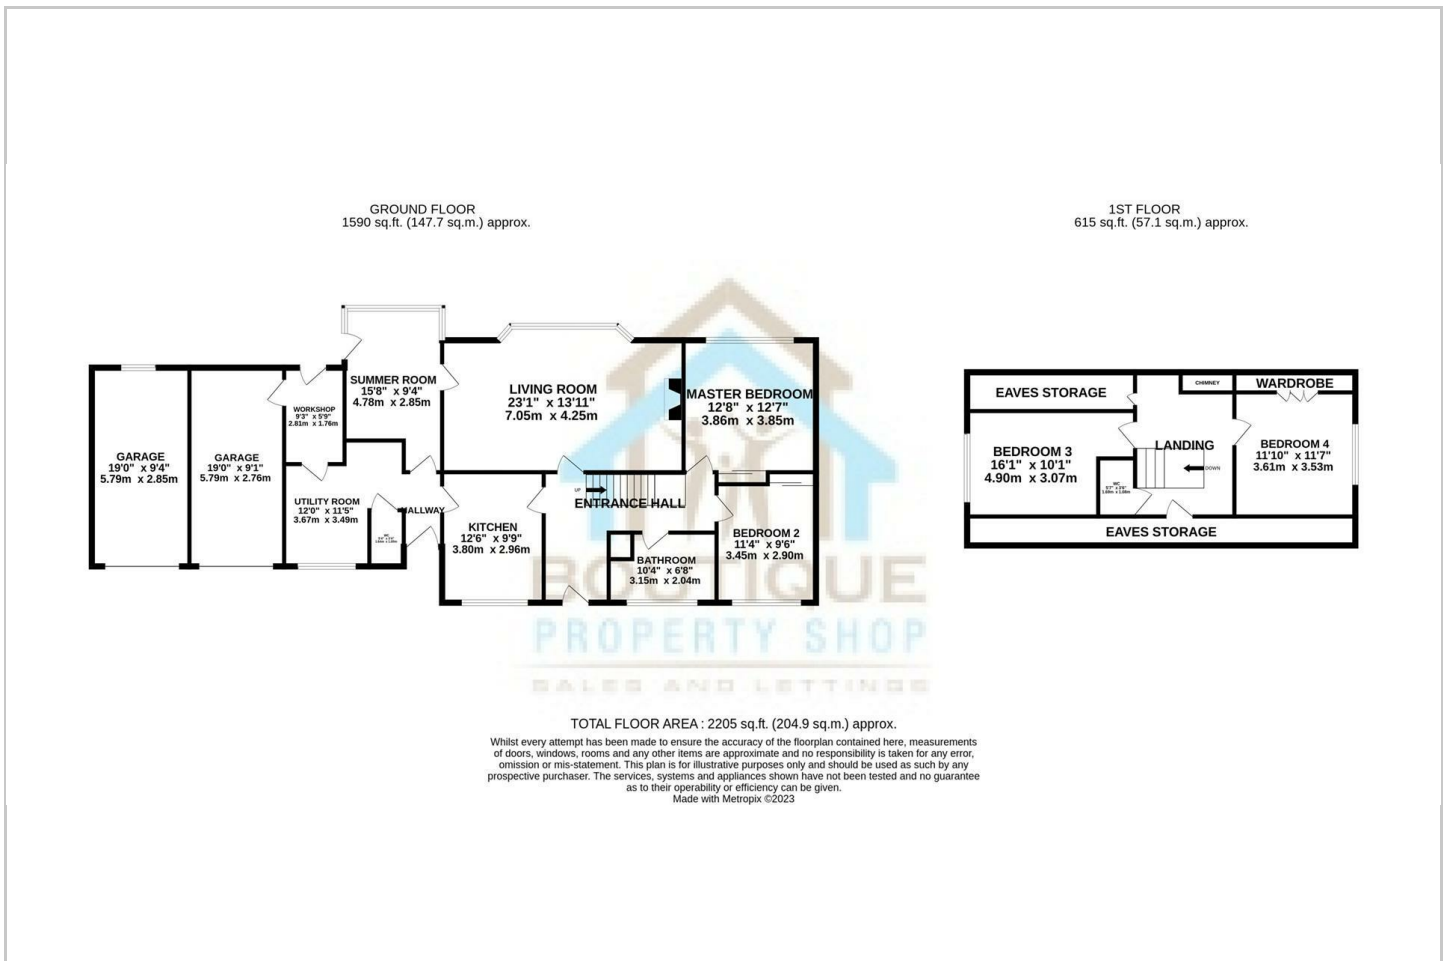 GROUND FLOOR
1590 sq.ft. (147.7 sq.m.) approx.
1ST FLOOR
615 sq.ft. (57.1 sq.m.) approx.
GARAGE
19'0" x 9'4"
5.79m x 2.85m
GARAGE
19'0" x 9'1"
5.79m x 2.76m
WORKSHOP
9'3" x 5'9"
2.81m x 1.76m
SUMMER ROOM
15'8" x 9'4"
4.78m x 2.85m
UTILITY ROOM
12'0" x 11'5"
3.67m x 3.49m
WC
HALLWAY
LIVING ROOM
23'1" x 13'11"
7.05m x 4.25m
MASTER BEDROOM
12'8" x 12'7"
3.86m x 3.85m
KITCHEN
12'6" x 9'9"
3.80m x 2.96m
UP
ENTRANCE HALL
BATHROOM
10'4" x 6'8"
3.15m x 2.04m
BEDROOM 2
11'4" x 9'6"
3.45m x 2.90m
EAVES STORAGE
CHIMNEY
WARDROBE
BEDROOM 3
16'1" x 10'1"
4.90m x 3.07m
WC
LANDING
DOWN
BEDROOM 4
11'10" x 11'7"
3.61m x 3.53m
EAVES STORAGE
BOUTIQUE
PROPERTY SHOP
SALES AND LETTINGS
TOTAL FLOOR AREA : 2205 sq.ft. (204.9 sq.m.) approx.
Whilst every attempt has been made to ensure the accuracy of the floorplan contained here, measurements
of doors, windows, rooms and any other items are approximate and no responsibility is taken for any error,
omission or mis-statement. This plan is for illustrative purposes only and should be used as such by any
prospective purchaser. The services, systems and appliances shown have not been tested and no guarantee
as to their operability or efficiency can be given.
Made with Metropix ©2023